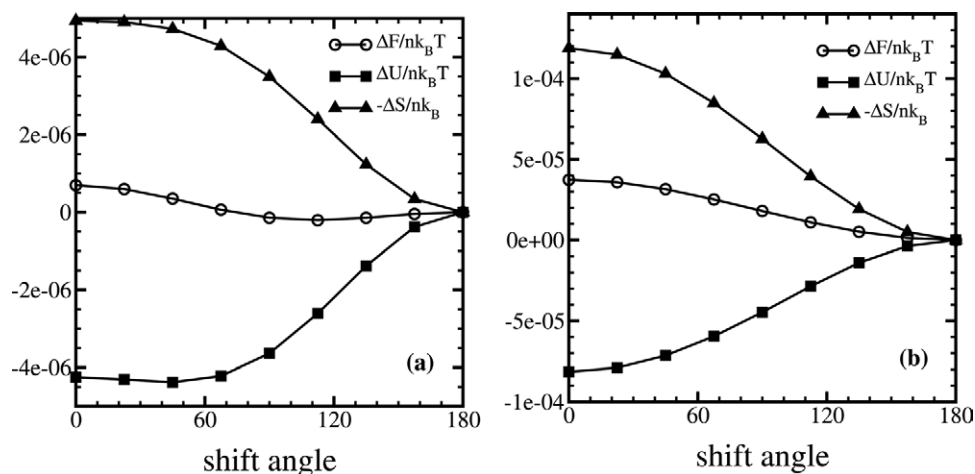 4e-06
2e-06
0
-2e-06
-4e-06
0
60
120
180
shift angle
ΔF/nk_BT
ΔU/nk_BT
-ΔS/nk_B
(a)
1e-04
5e-05
0e+00
-5e-05
-1e-04
0
60
120
180
shift angle
ΔF/nk_BT
ΔU/nk_BT
-ΔS/nk_B
(b)